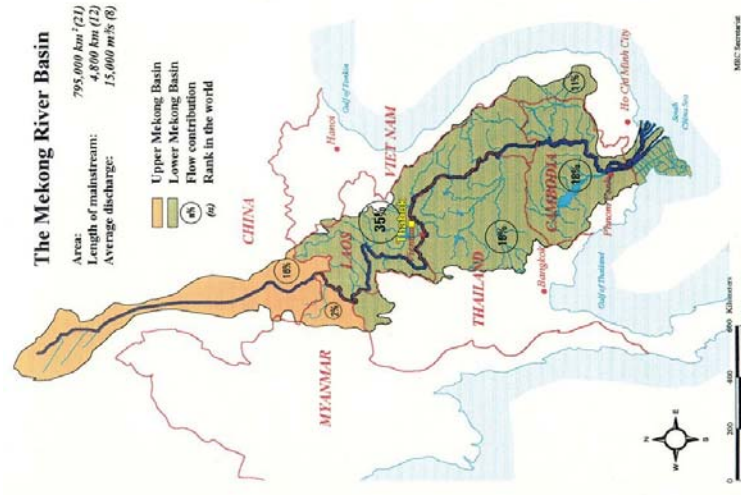 The Mekong River Basin
Area: 795,000 km² (21)
Length of mainstream: 4,800 km (12)
Average discharge: 15,000 m³/s (8)
Upper Mekong Basin
Lower Mekong Basin
n% Flow contribution
(n) Rank in the world
CHINA
MYANMAR
16%
2%
LAOS
35%
Thabok
VIET NAM
Hanoi
Gulf of Tonkin
THAILAND
18%
Bangkok
Gulf of Thailand
CAMBODIA
18%
11%
Phnom
Ho Chi Minh City
South
China Sea
N
W E
S
0 200 400 600 Kilometers
MRC Secretariat